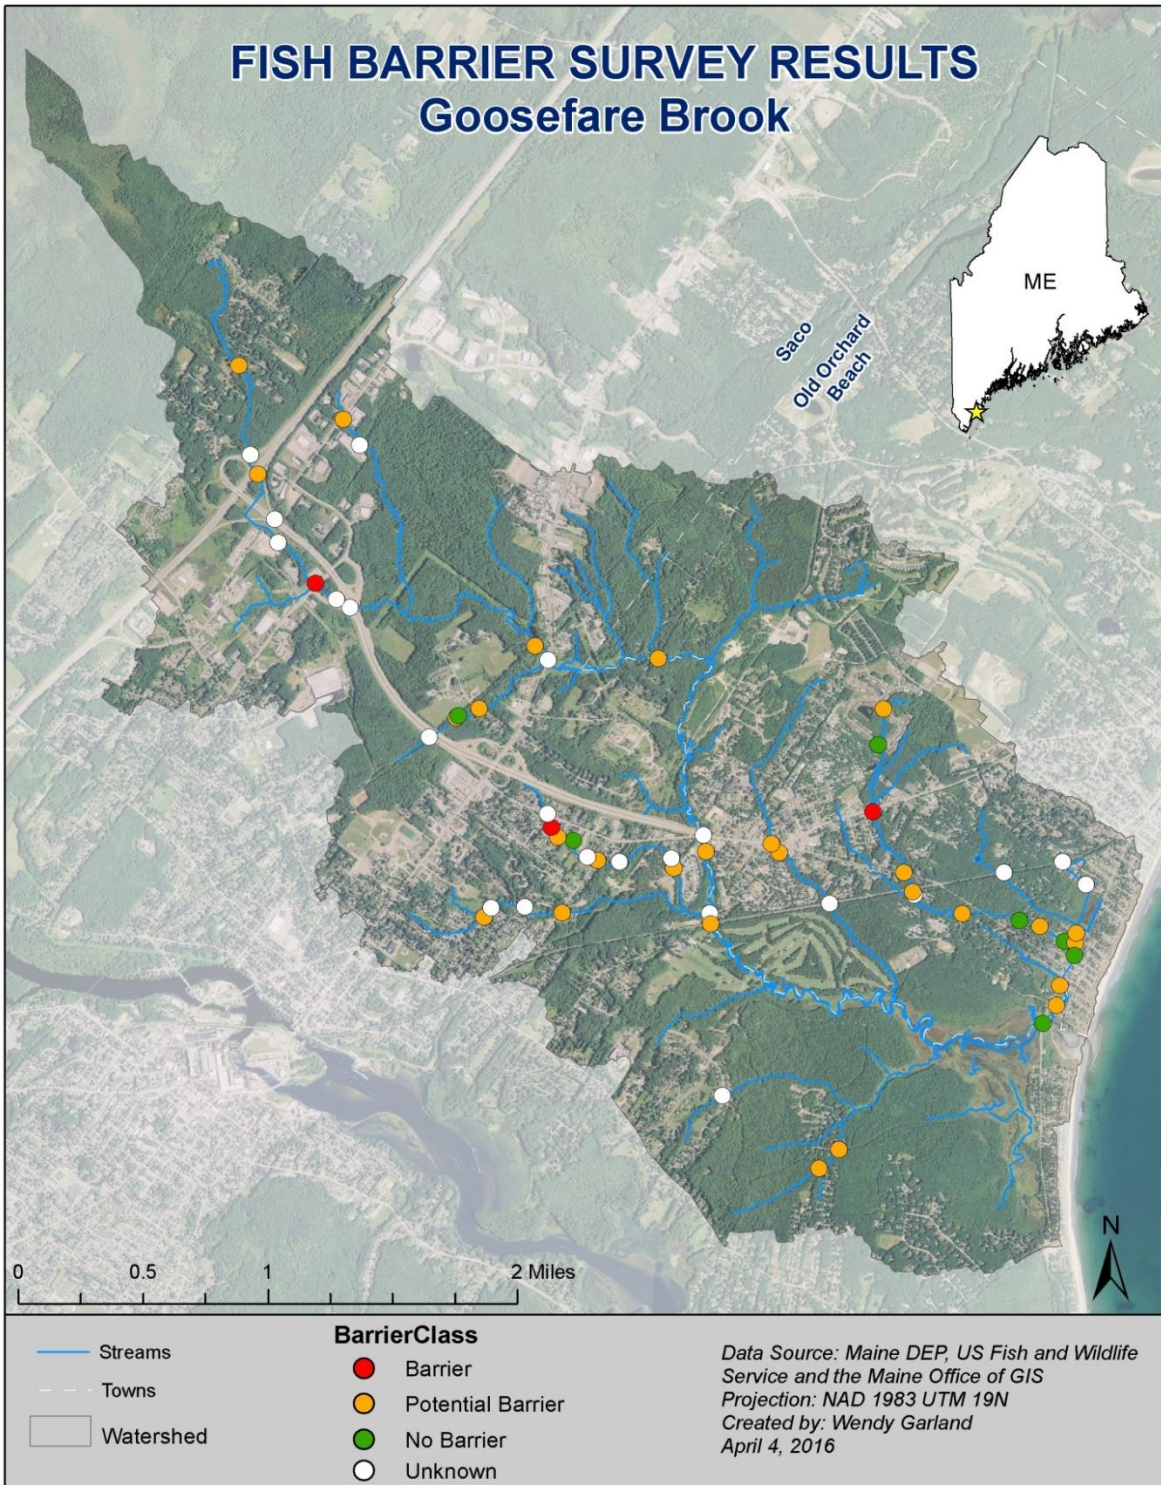 FISH BARRIER SURVEY RESULTS
Goosefare Brook
ME
Saco
Old Orchard
Beach
N
0 0.5 1 2 Miles
Streams
Towns
Watershed
BarrierClass
Barrier
Potential Barrier
No Barrier
Unknown
Data Source: Maine DEP, US Fish and Wildlife
Service and the Maine Office of GIS
Projection: NAD 1983 UTM 19N
Created by: Wendy Garland
April 4, 2016